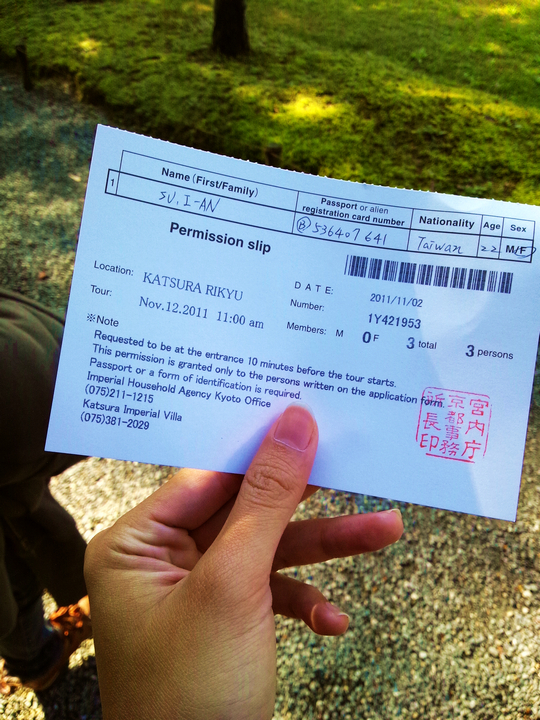 Name (First/Family) Passport or alien registration card number Nationality Age Sex
1 SU, I-AN Ⓑ 536407641 Taiwan 22 M/F
Permission slip
Location: KATSURA RIKYU DATE: 2011/11/02
Tour: Nov.12.2011 11:00 am Number: 1Y421953
Members: M 0 F 3 total 3 persons
※Note
Requested to be at the entrance 10 minutes before the tour starts.
This permission is granted only to the persons written on the application form.
Passport or a form of identification is required.
Imperial Household Agency Kyoto Office
(075)211-1215
Katsura Imperial Villa
(075)381-2029
宮内庁
京都事務
所長印